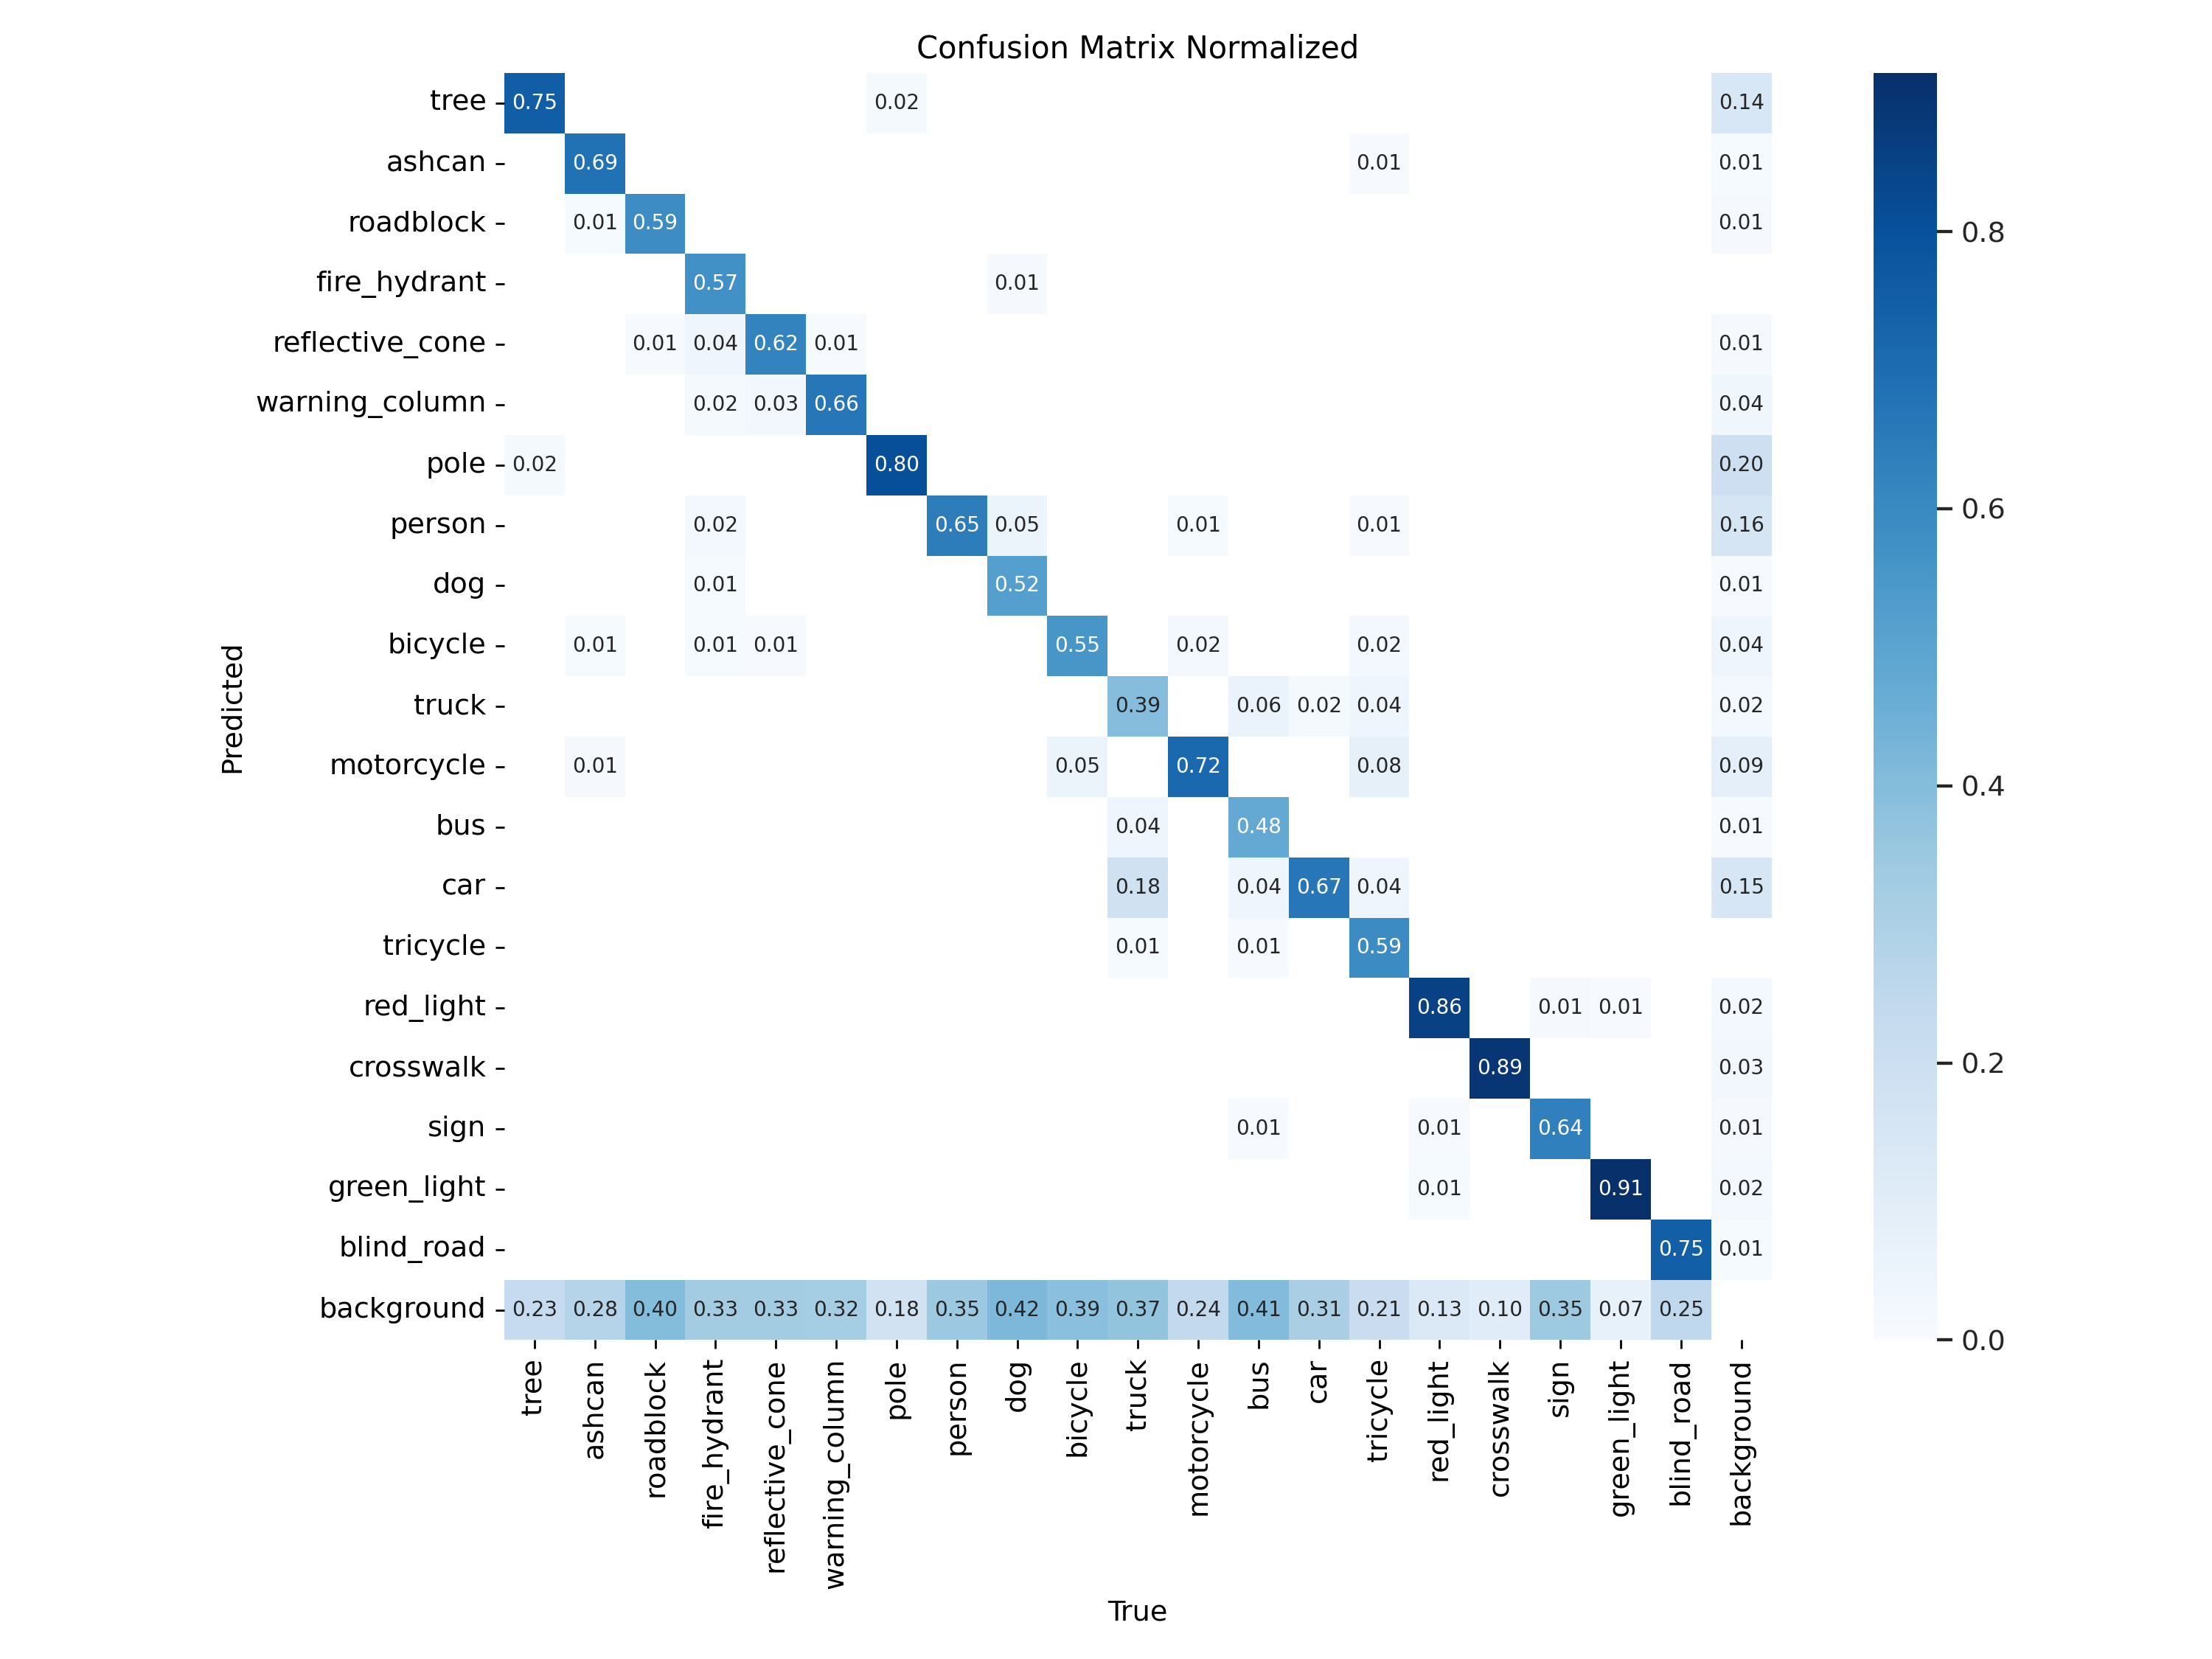 Confusion Matrix Normalized
tree 0.75 0.02 0.14
ashcan 0.69 0.01 0.01
roadblock 0.01 0.59 0.01
fire_hydrant 0.57 0.01
reflective_cone 0.01 0.04 0.62 0.01 0.01
warning_column 0.02 0.03 0.66 0.04
pole 0.02 0.80 0.20
person 0.02 0.65 0.05 0.01 0.01 0.16
dog 0.01 0.52 0.01
bicycle 0.01 0.01 0.01 0.55 0.02 0.02 0.04
truck 0.39 0.06 0.02 0.04 0.02
motorcycle 0.01 0.05 0.72 0.08 0.09
bus 0.04 0.48 0.01
car 0.18 0.04 0.67 0.04 0.15
tricycle 0.01 0.01 0.59
red_light 0.86 0.01 0.01 0.02
crosswalk 0.89 0.03
sign 0.01 0.01 0.64 0.01
green_light 0.01 0.91 0.02
blind_road 0.75 0.01
background 0.23 0.28 0.40 0.33 0.33 0.32 0.18 0.35 0.42 0.39 0.37 0.24 0.41 0.31 0.21 0.13 0.10 0.35 0.07 0.25
Predicted
tree
ashcan
roadblock
fire_hydrant
reflective_cone
warning_column
pole
person
dog
bicycle
truck
motorcycle
bus
car
tricycle
red_light
crosswalk
sign
green_light
blind_road
background
True
0.8
0.6
0.4
0.2
0.0